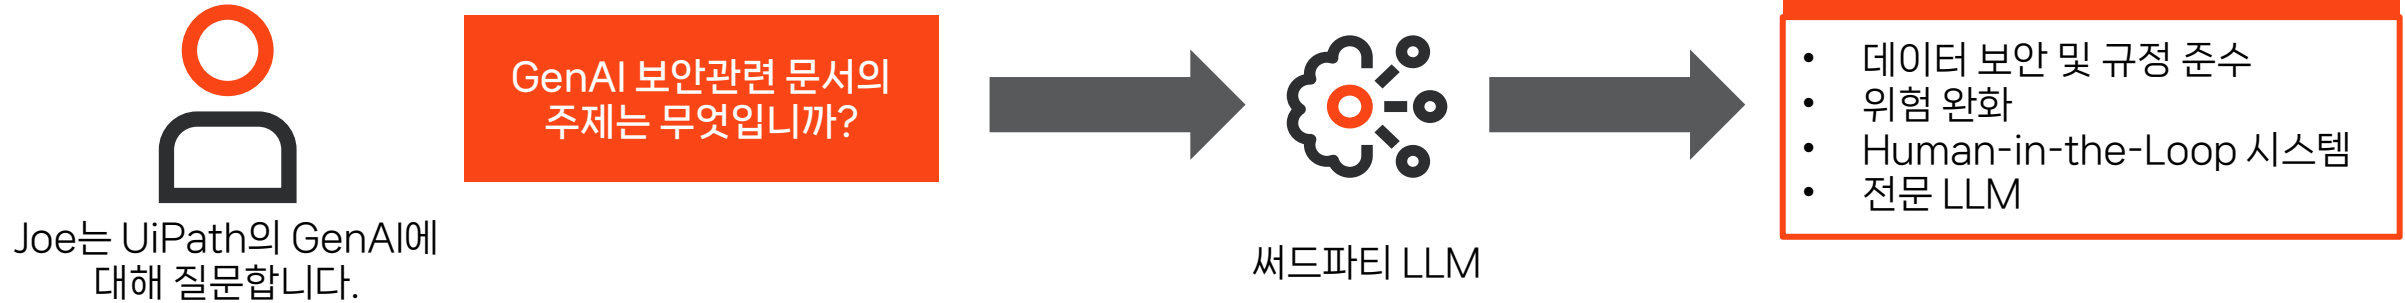 Joe는 UiPath의 GenAI에
대해 질문합니다.
GenAI 보안관련 문서의
주제는 무엇입니까?
써드파티 LLM
• 데이터 보안 및 규정 준수
• 위험 완화
• Human-in-the-Loop 시스템
• 전문 LLM